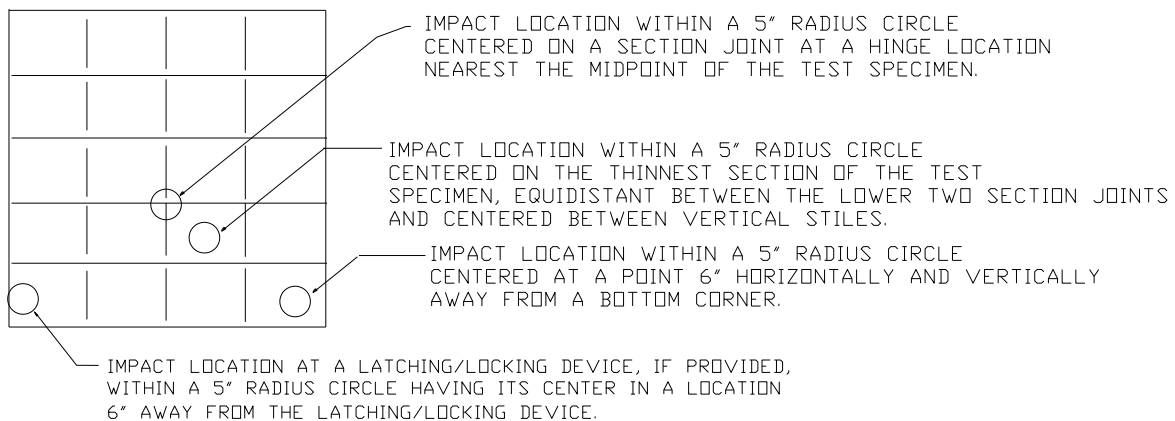 IMPACT LOCATION WITHIN A 5″ RADIUS CIRCLE
CENTERED ON A SECTION JOINT AT A HINGE LOCATION
NEAREST THE MIDPOINT OF THE TEST SPECIMEN.
IMPACT LOCATION WITHIN A 5″ RADIUS CIRCLE
CENTERED ON THE THINNEST SECTION OF THE TEST
SPECIMEN, EQUIDISTANT BETWEEN THE LOWER TWO SECTION JOINTS
AND CENTERED BETWEEN VERTICAL STILES.
IMPACT LOCATION WITHIN A 5″ RADIUS CIRCLE
CENTERED AT A POINT 6″ HORIZONTALLY AND VERTICALLY
AWAY FROM A BOTTOM CORNER.
IMPACT LOCATION AT A LATCHING/LOCKING DEVICE, IF PROVIDED,
WITHIN A 5″ RADIUS CIRCLE HAVING ITS CENTER IN A LOCATION
6″ AWAY FROM THE LATCHING/LOCKING DEVICE.